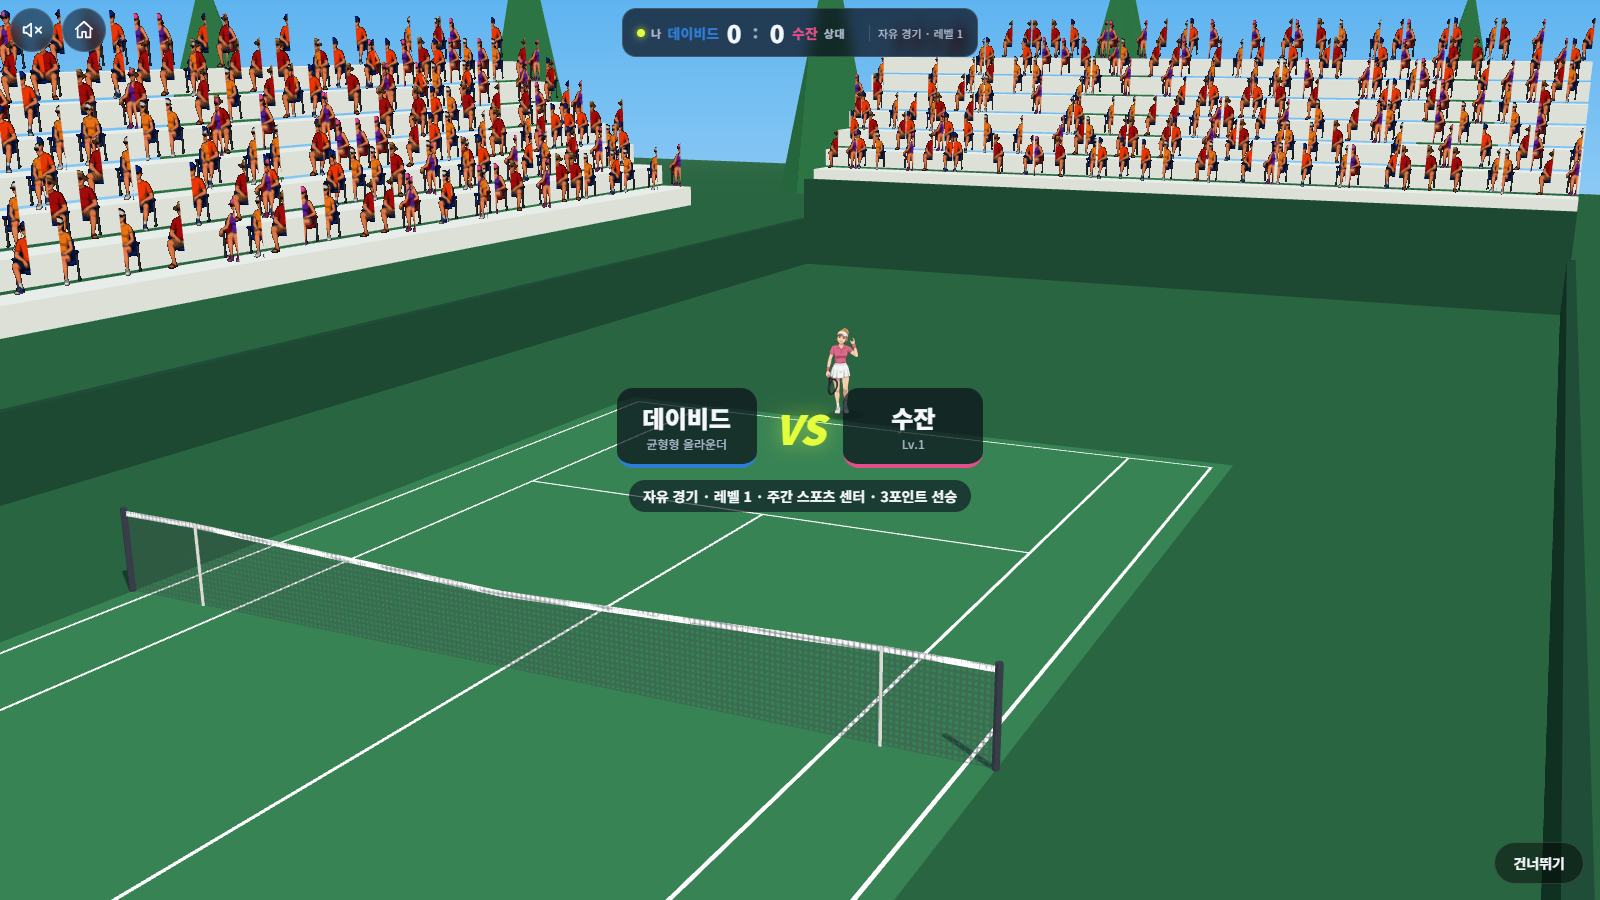 나 데이비드 0 : 0 수잔 상대 자유 경기 · 레벨 1
데이비드 VS 수잔
균형형 올라운더 Lv.1
자유 경기 · 레벨 1 · 주간 스포츠 센터 · 3포인트 선승
건너뛰기